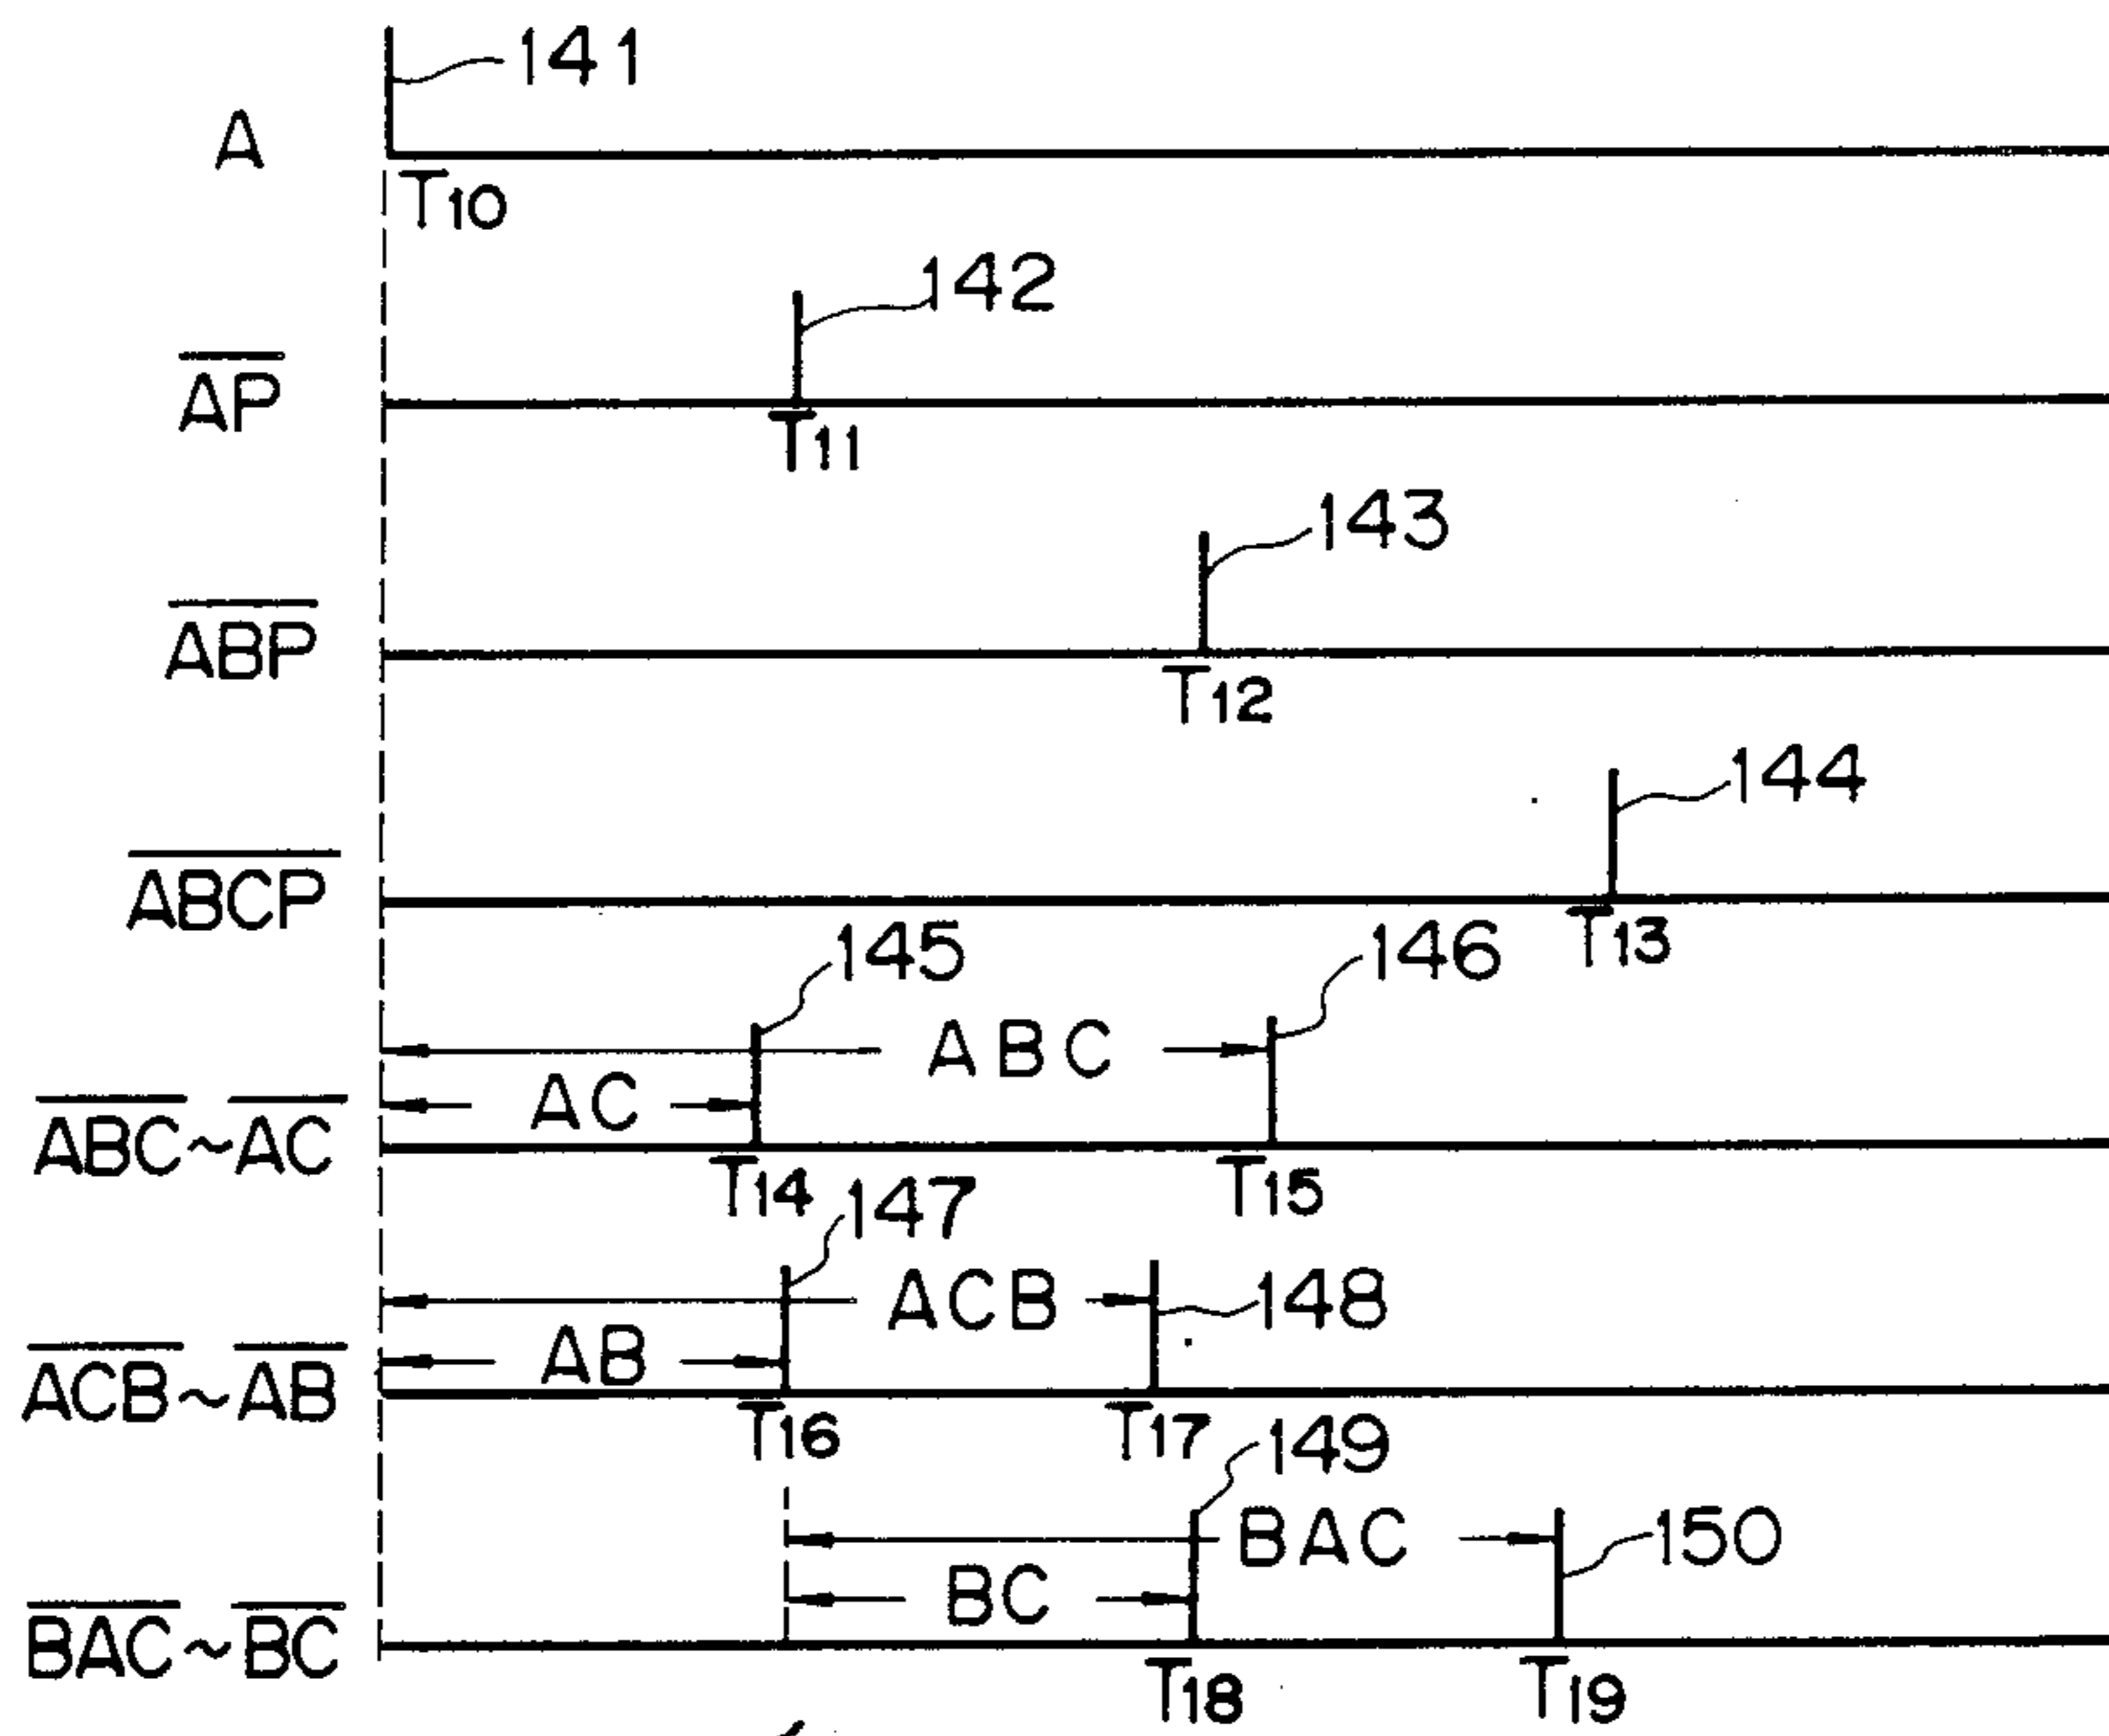 141
A
T10
142
AP
T11
143
ABP
T12
144
ABCP
T13
145
146
ABC
AC
ABC~AC
T14
T15
147
ACB
148
AB
ACB~AB
T16
T17
149
BAC
150
BC
BAC~BC
T18
T19